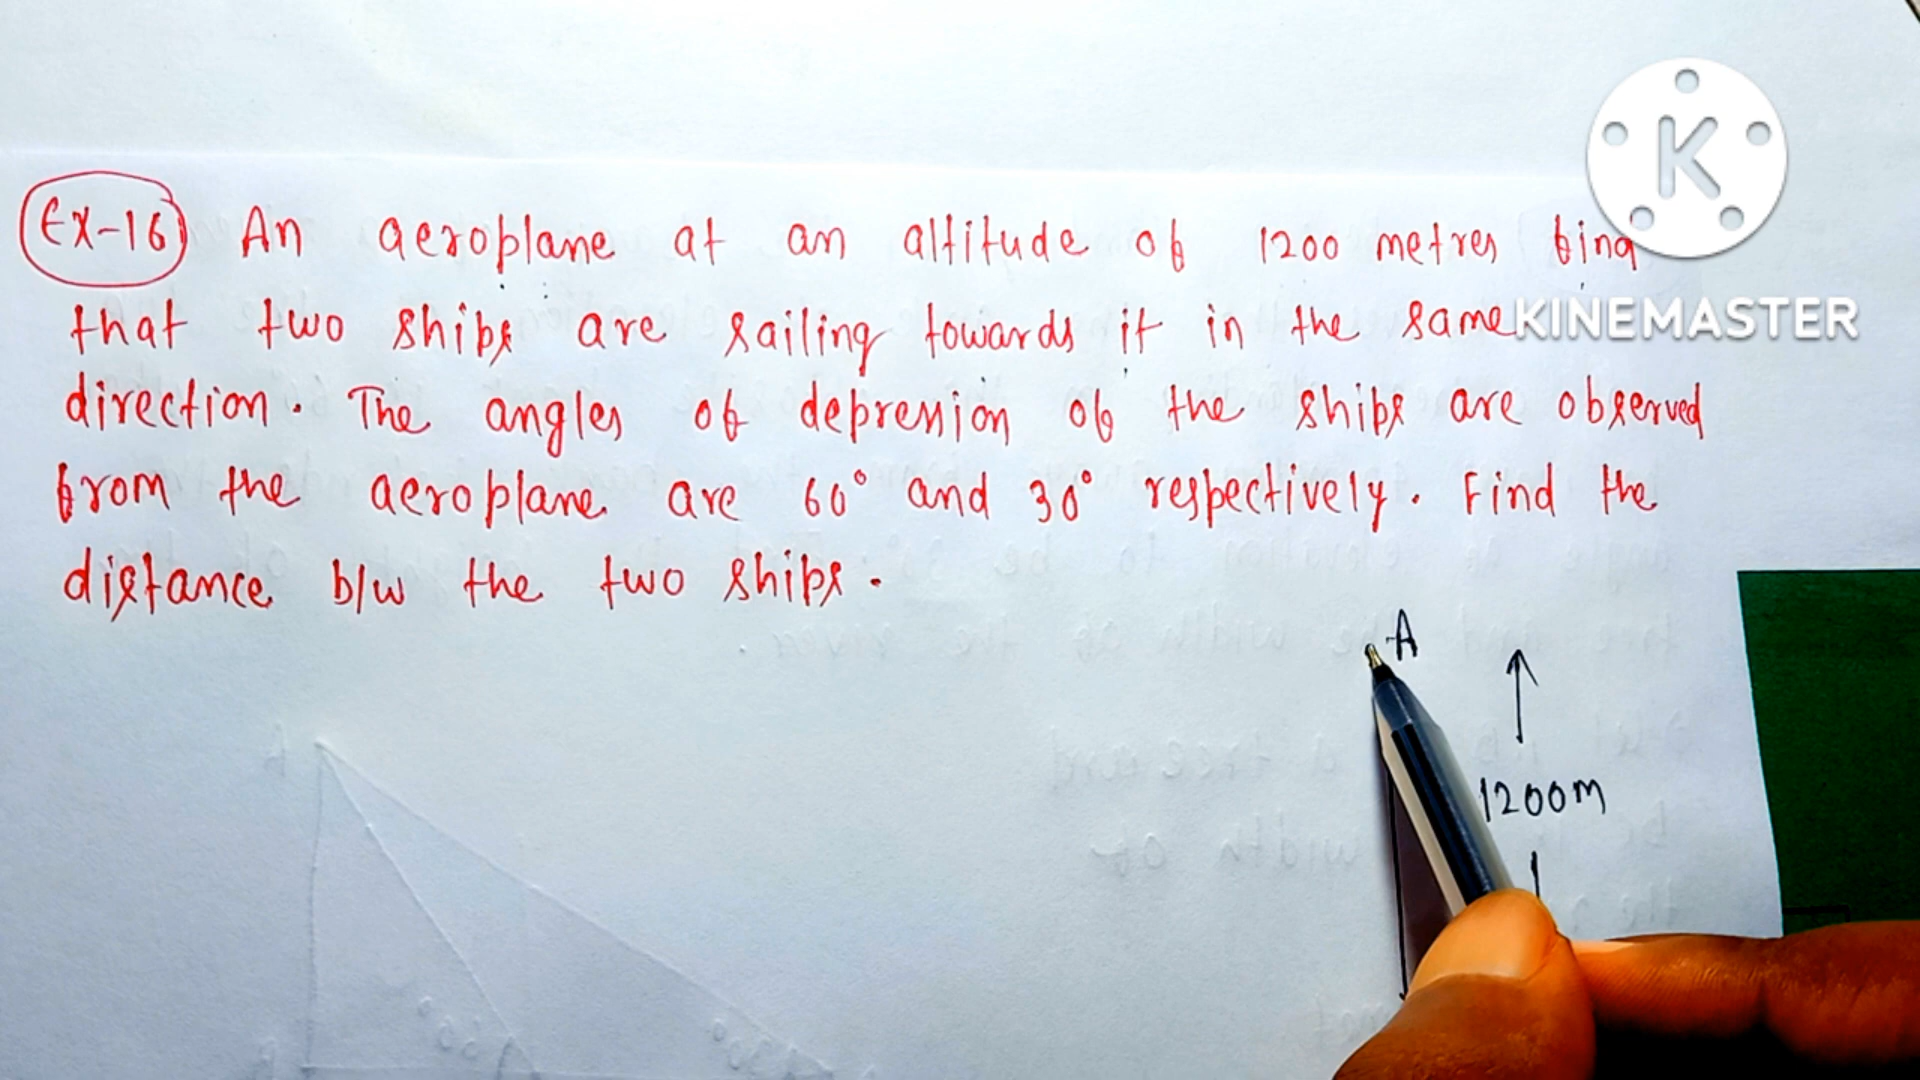 Ex-16 An aeroplane at an altitude of 1200 metres find
that two ships are sailing towards it in the same
direction. The angles of depression of the ships are observed
from the aeroplane are 60° and 30° respectively. Find the
distance b/w the two ships.
A
1200m
K
KINEMASTER